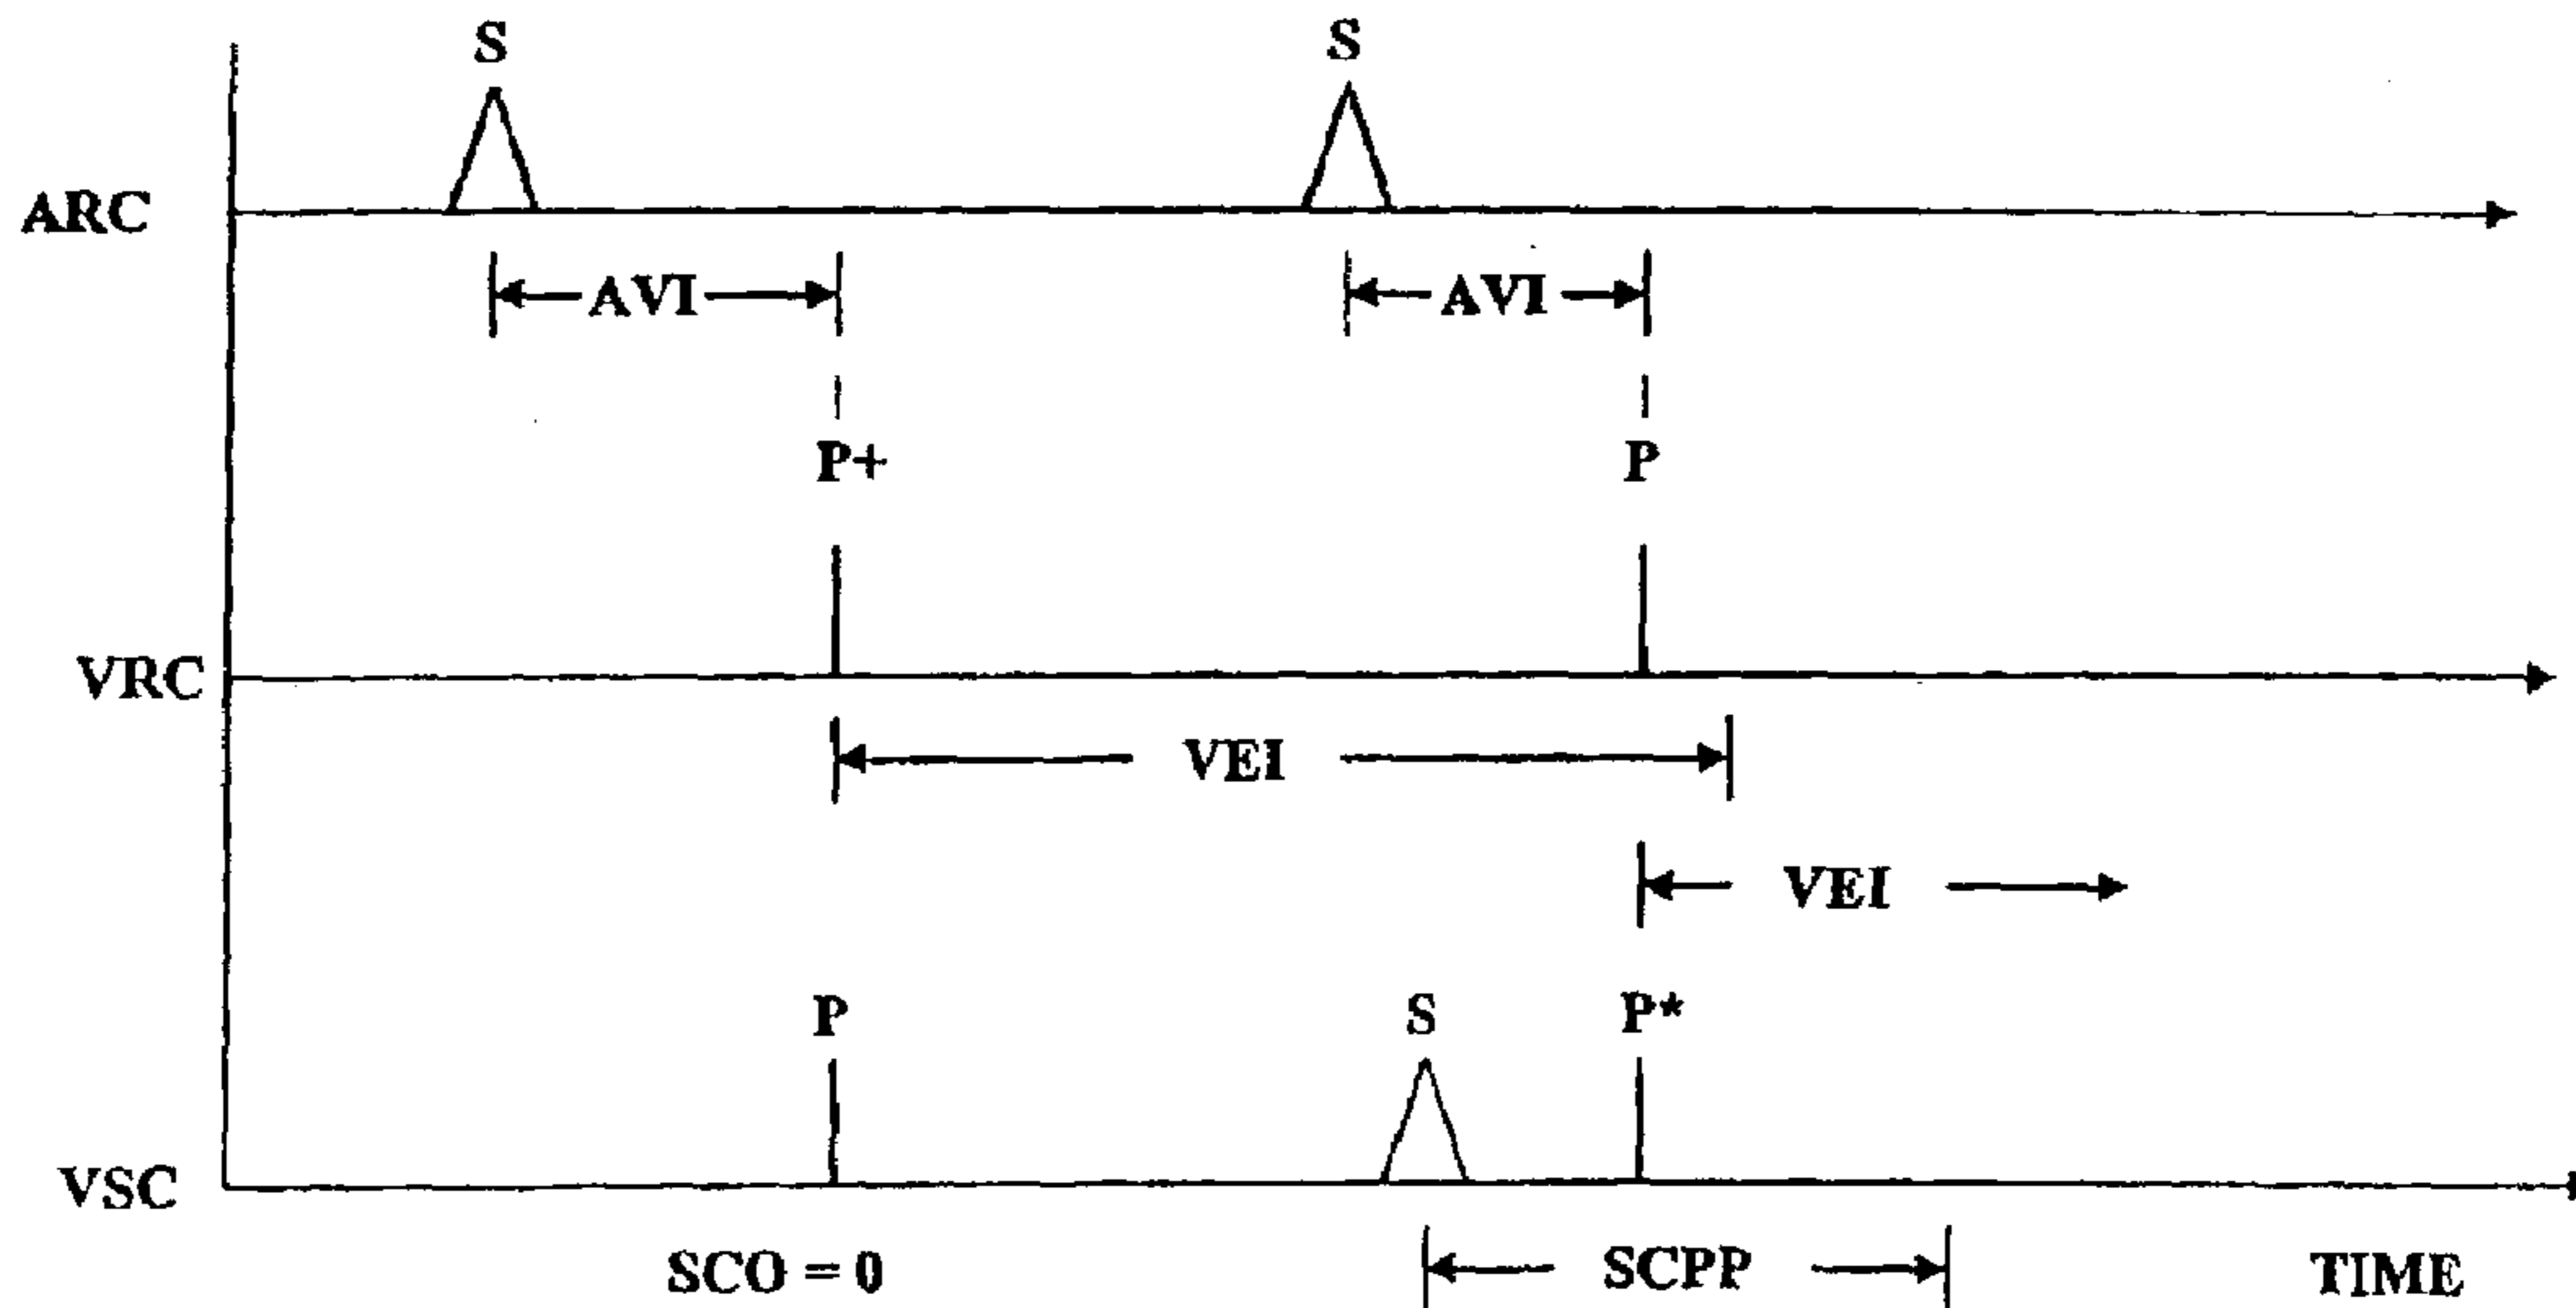 S S
ARC
AVI AVI
P+ P
VRC
VEI
VEI
P S P*
VSC
SCO = 0 SCPP TIME